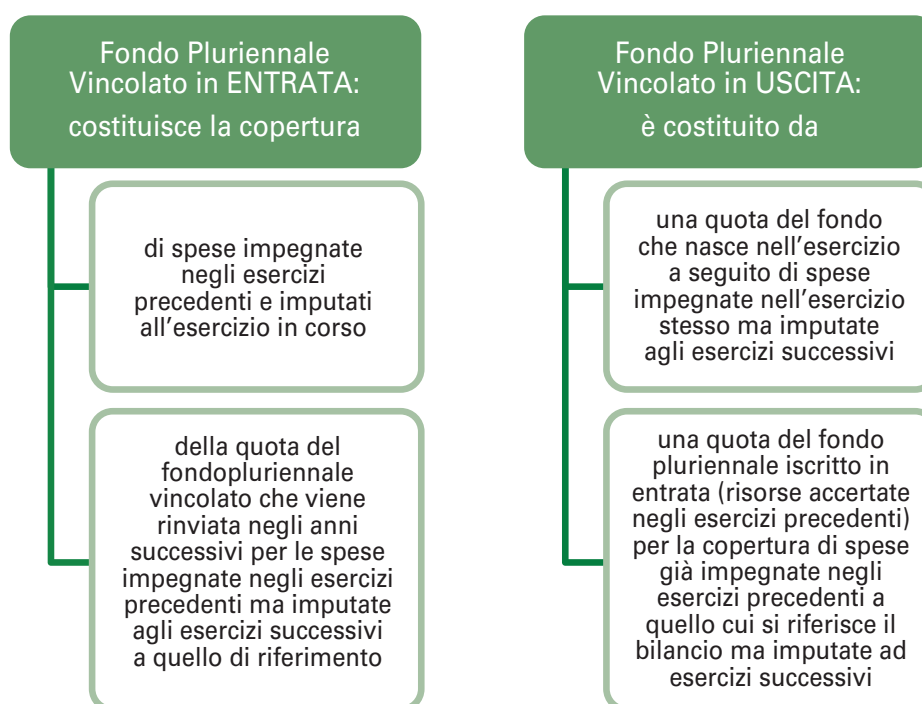 Fondo Pluriennale
Vincolato in ENTRATA:
costituisce la copertura
di spese impegnate
negli esercizi
precedenti e imputati
all'esercizio in corso
della quota del
fondopluriennale
vincolato che viene
rinviata negli anni
successivi per le spese
impegnate negli esercizi
precedenti ma imputate
agli esercizi successivi
a quello di riferimento
Fondo Pluriennale
Vincolato in USCITA:
è costituito da
una quota del fondo
che nasce nell'esercizio
a seguito di spese
impegnate nell'esercizio
stesso ma imputate
agli esercizi successivi
una quota del fondo
pluriennale iscritto in
entrata (risorse accertate
negli esercizi precedenti)
per la copertura di spese
già impegnate negli
esercizi precedenti a
quello cui si riferisce il
bilancio ma imputate ad
esercizi successivi